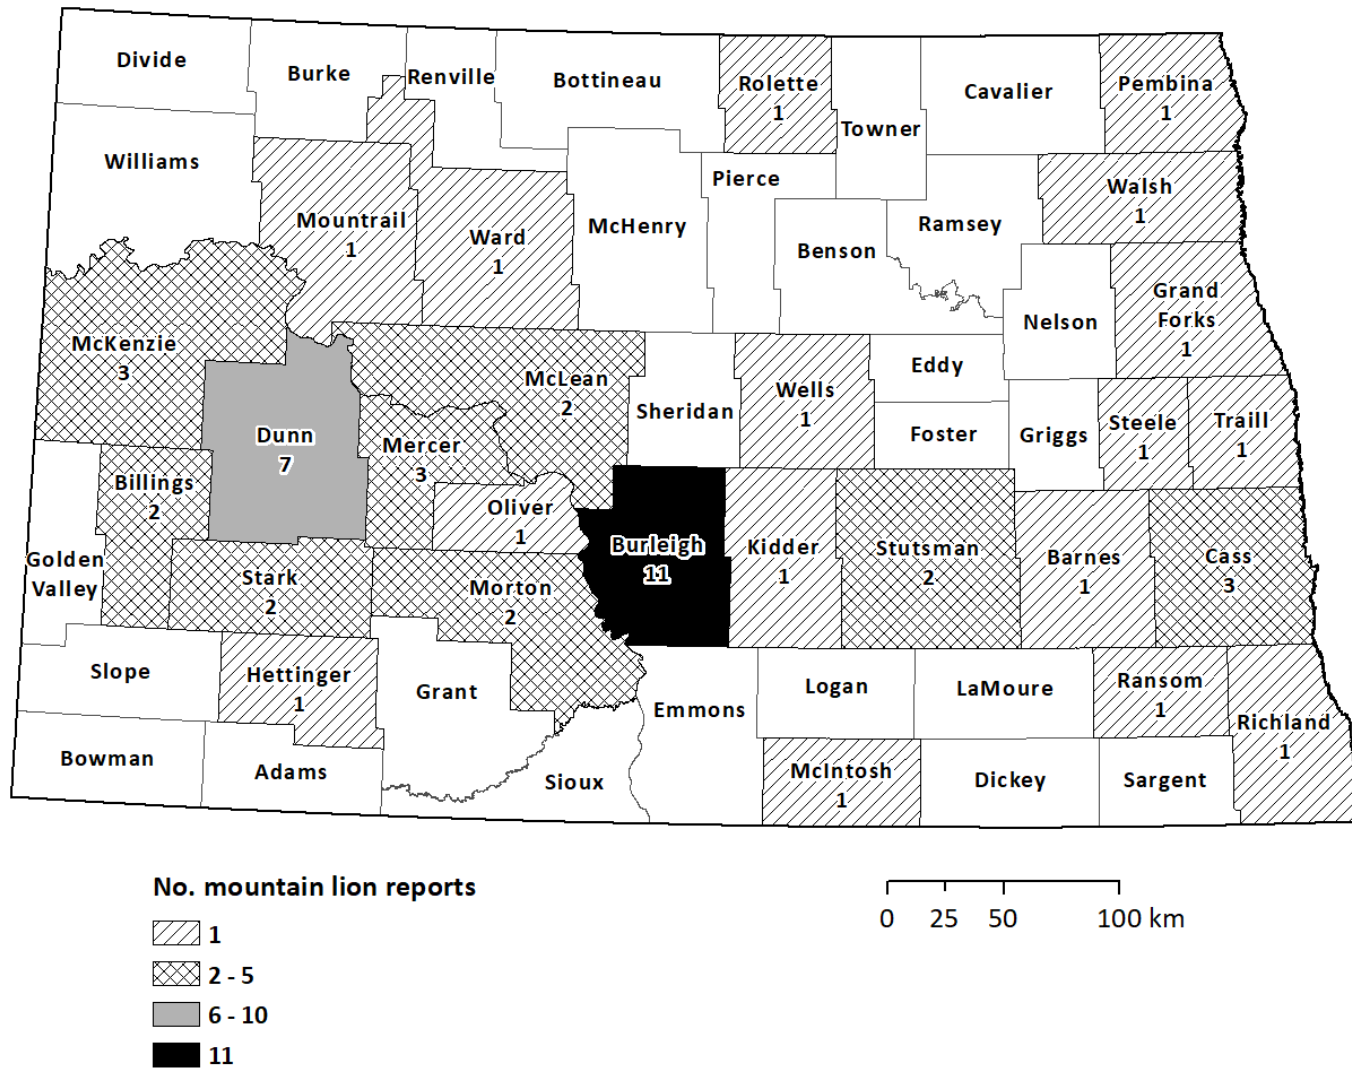 Divide
Burke
Renville
Bottineau
Rolette
1
Towner
Cavalier
Pembina
1
Williams
Mountrail
1
Ward
1
McHenry
Pierce
Benson
Ramsey
Walsh
1
Nelson
Grand
Forks
1
McKenzie
3
Dunn
7
McLean
2
Mercer
3
Sheridan
Wells
1
Eddy
Foster
Griggs
Steele
1
Traill
1
Billings
2
Golden
Valley
Stark
2
Oliver
1
Morton
2
Burleigh
11
Kidder
1
Stutsman
2
Barnes
1
Cass
3
Slope
Hettinger
1
Grant
Emmons
Logan
LaMoure
Ransom
1
Richland
1
Bowman
Adams
Sioux
McIntosh
1
Dickey
Sargent
No. mountain lion reports
1
2 - 5
6 - 10
11
0 25 50 100 km